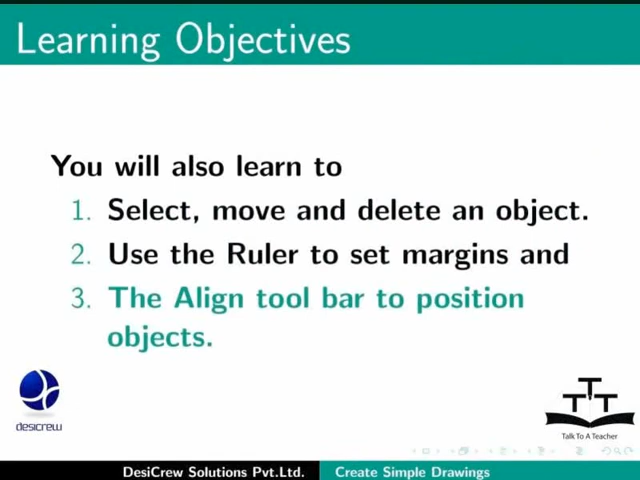 Learning Objectives
You will also learn to
1. Select, move and delete an object.
2. Use the Ruler to set margins and
3. The Align tool bar to position
objects.
desicrew
TTT
Talk To A Teacher
DesiCrew Solutions Pvt.Ltd.
Create Simple Drawings